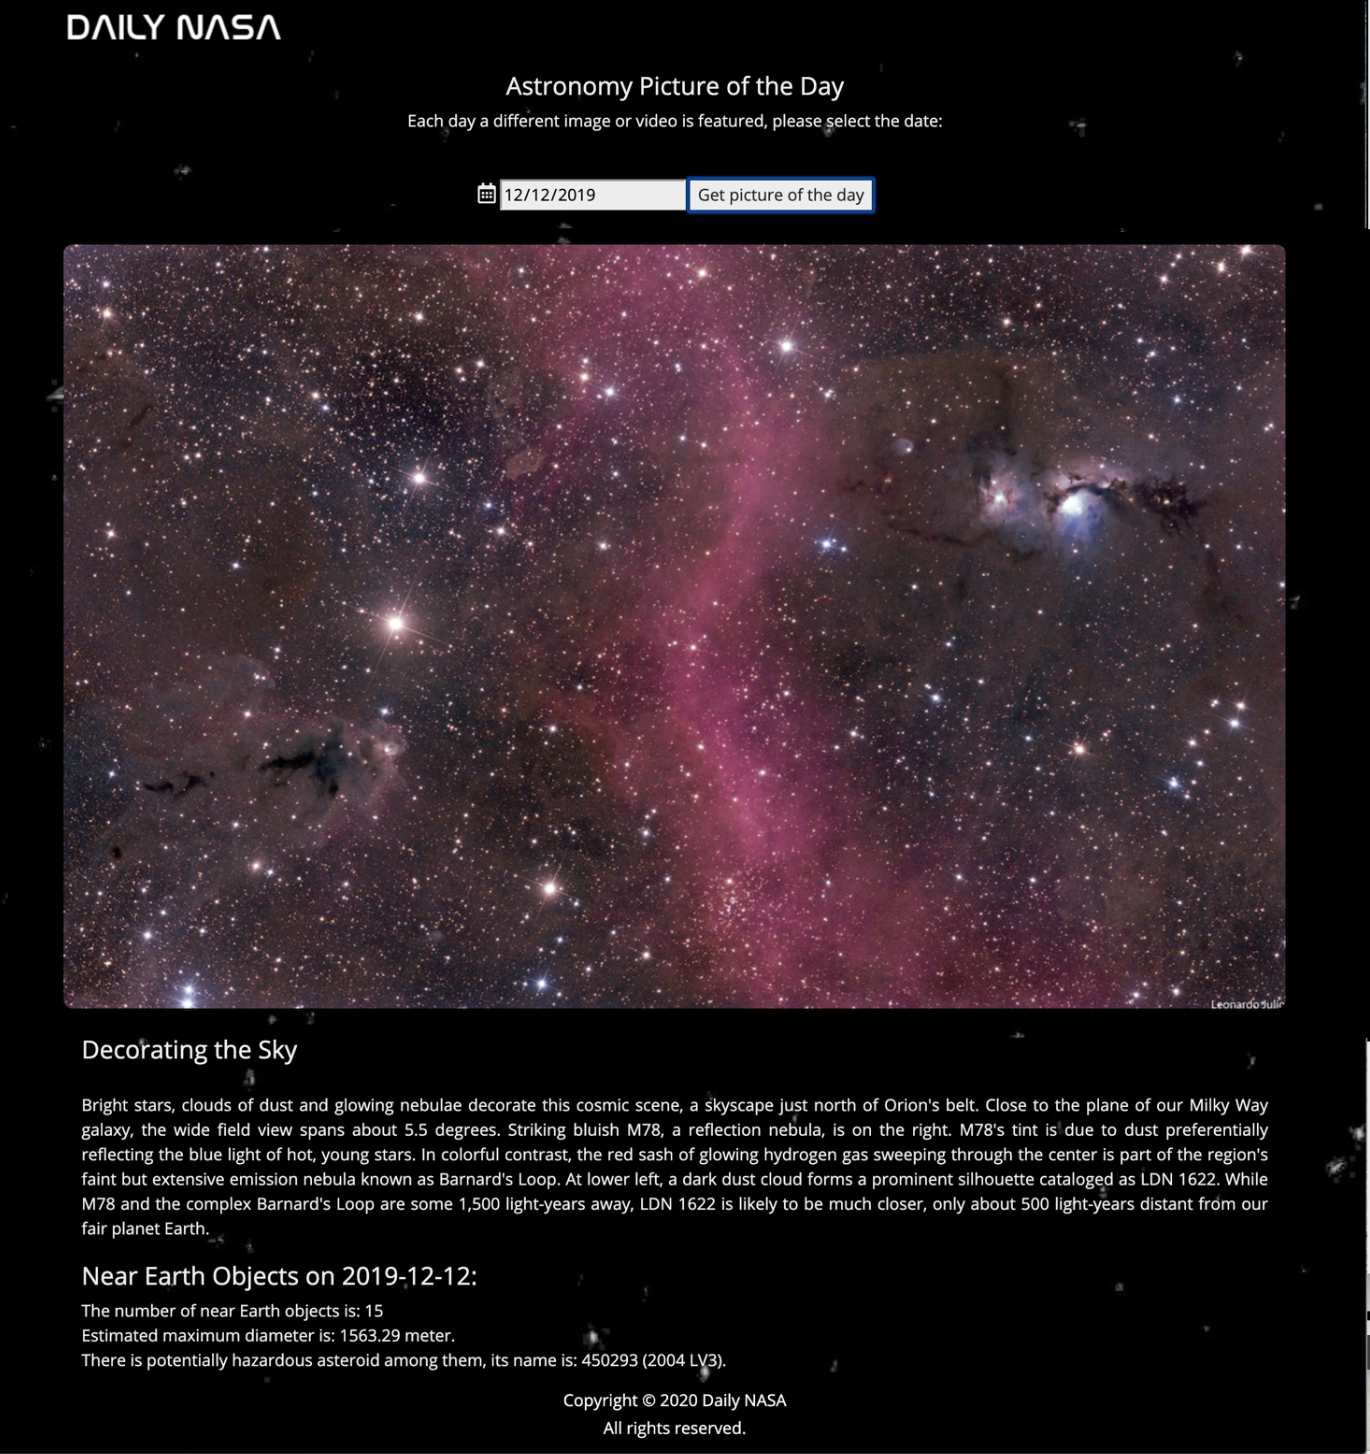 DAILY NASA
Astronomy Picture of the Day
Each day a different image or video is featured, please select the date:
12/12/2019 Get picture of the day
Leonardo Julio
Decorating the Sky
Bright stars, clouds of dust and glowing nebulae decorate this cosmic scene, a skyscape just north of Orion's belt. Close to the plane of our Milky Way
galaxy, the wide field view spans about 5.5 degrees. Striking bluish M78, a reflection nebula, is on the right. M78's tint is due to dust preferentially
reflecting the blue light of hot, young stars. In colorful contrast, the red sash of glowing hydrogen gas sweeping through the center is part of the region's
faint but extensive emission nebula known as Barnard's Loop. At lower left, a dark dust cloud forms a prominent silhouette cataloged as LDN 1622. While
M78 and the complex Barnard's Loop are some 1,500 light-years away, LDN 1622 is likely to be much closer, only about 500 light-years distant from our
fair planet Earth.
Near Earth Objects on 2019-12-12:
The number of near Earth objects is: 15
Estimated maximum diameter is: 1563.29 meter.
There is potentially hazardous asteroid among them, its name is: 450293 (2004 LV3).
Copyright © 2020 Daily NASA
All rights reserved.